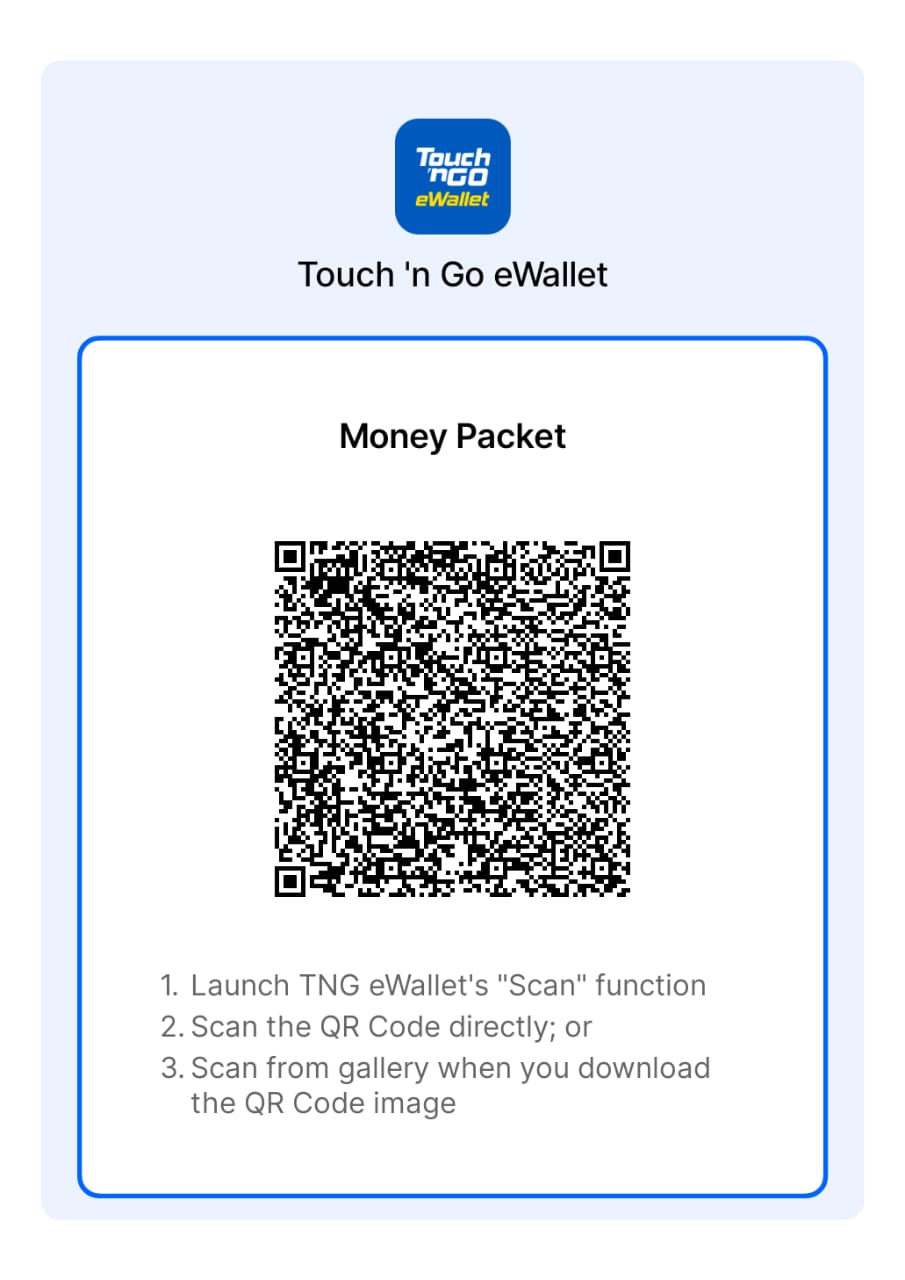 Touch
'nGO
eWallet
Touch 'n Go eWallet
Money Packet
1. Launch TNG eWallet's "Scan" function
2. Scan the QR Code directly; or
3. Scan from gallery when you download
the QR Code image